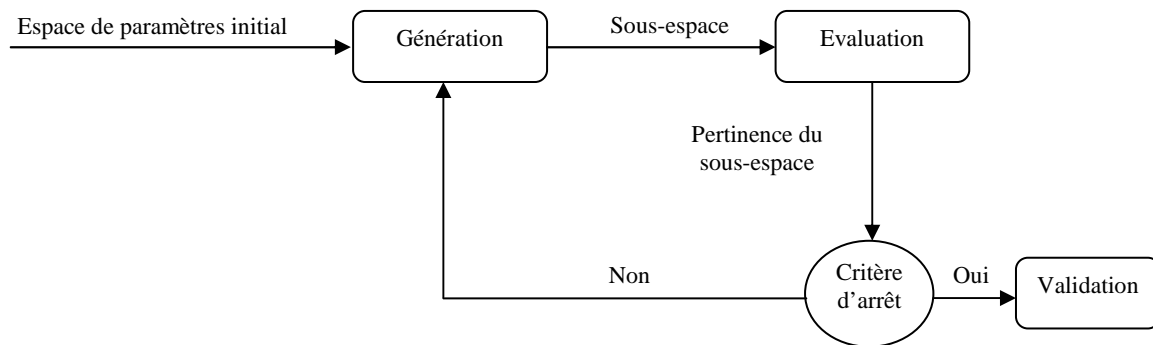 Espace de paramètres initial
Génération
Sous-espace
Evaluation
Pertinence du
sous-espace
Non
Critère
d'arrêt
Oui
Validation